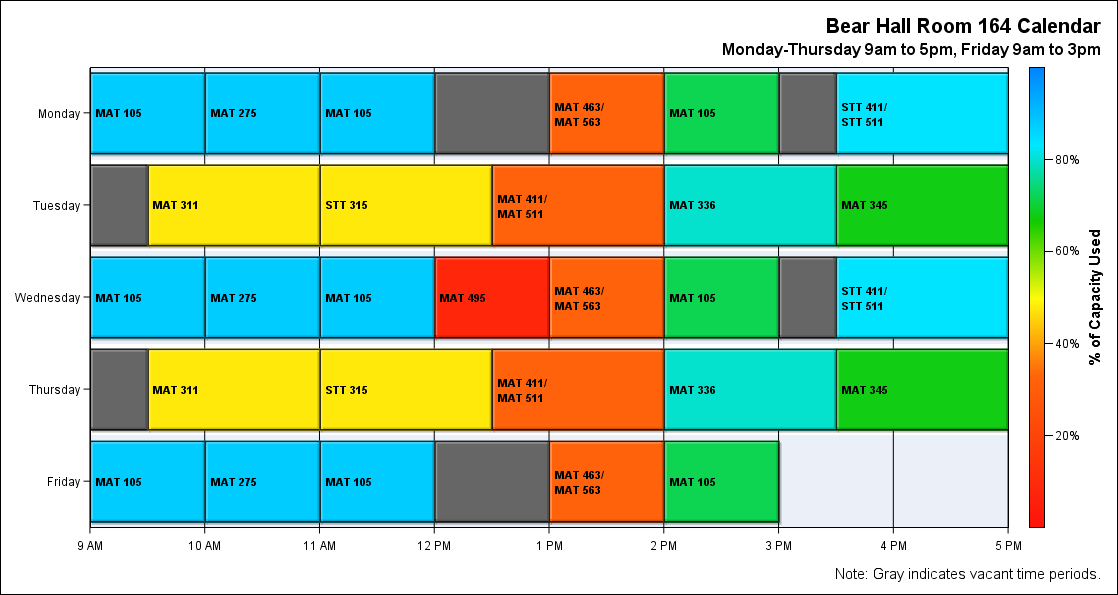 Bear Hall Room 164 Calendar
Monday-Thursday 9am to 5pm, Friday 9am to 3pm
Monday
MAT 105
MAT 275
MAT 105
MAT 463/
MAT 563
MAT 105
STT 411/
STT 511
Tuesday
MAT 311
STT 315
MAT 411/
MAT 511
MAT 336
MAT 345
Wednesday
MAT 105
MAT 275
MAT 105
MAT 495
MAT 463/
MAT 563
MAT 105
STT 411/
STT 511
Thursday
MAT 311
STT 315
MAT 411/
MAT 511
MAT 336
MAT 345
Friday
MAT 105
MAT 275
MAT 105
MAT 463/
MAT 563
MAT 105
9 AM
10 AM
11 AM
12 PM
1 PM
2 PM
3 PM
4 PM
5 PM
80%
60%
40%
20%
% of Capacity Used
Note: Gray indicates vacant time periods.